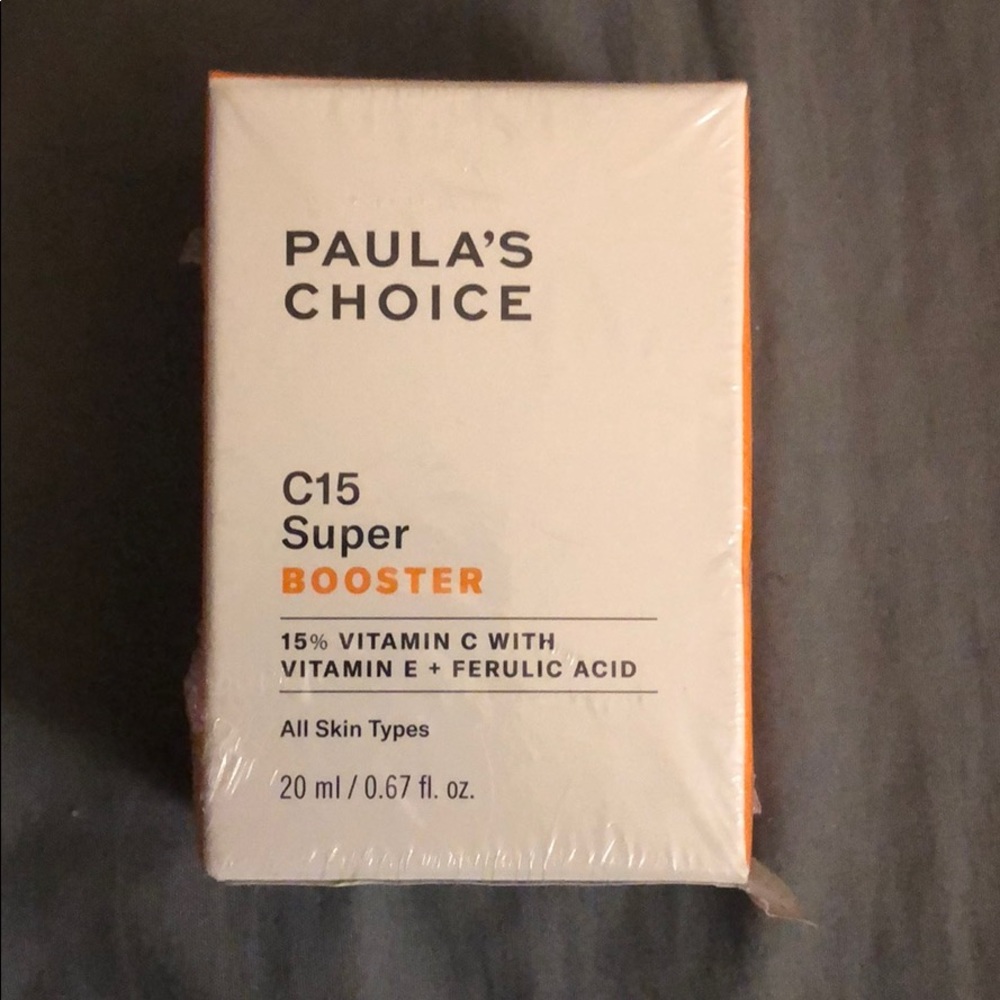 PAULA'S
CHOICE
C15
Super
BOOSTER
15% VITAMIN C WITH
VITAMIN E + FERULIC ACID
All Skin Types
20 ml / 0.67 fl. oz.